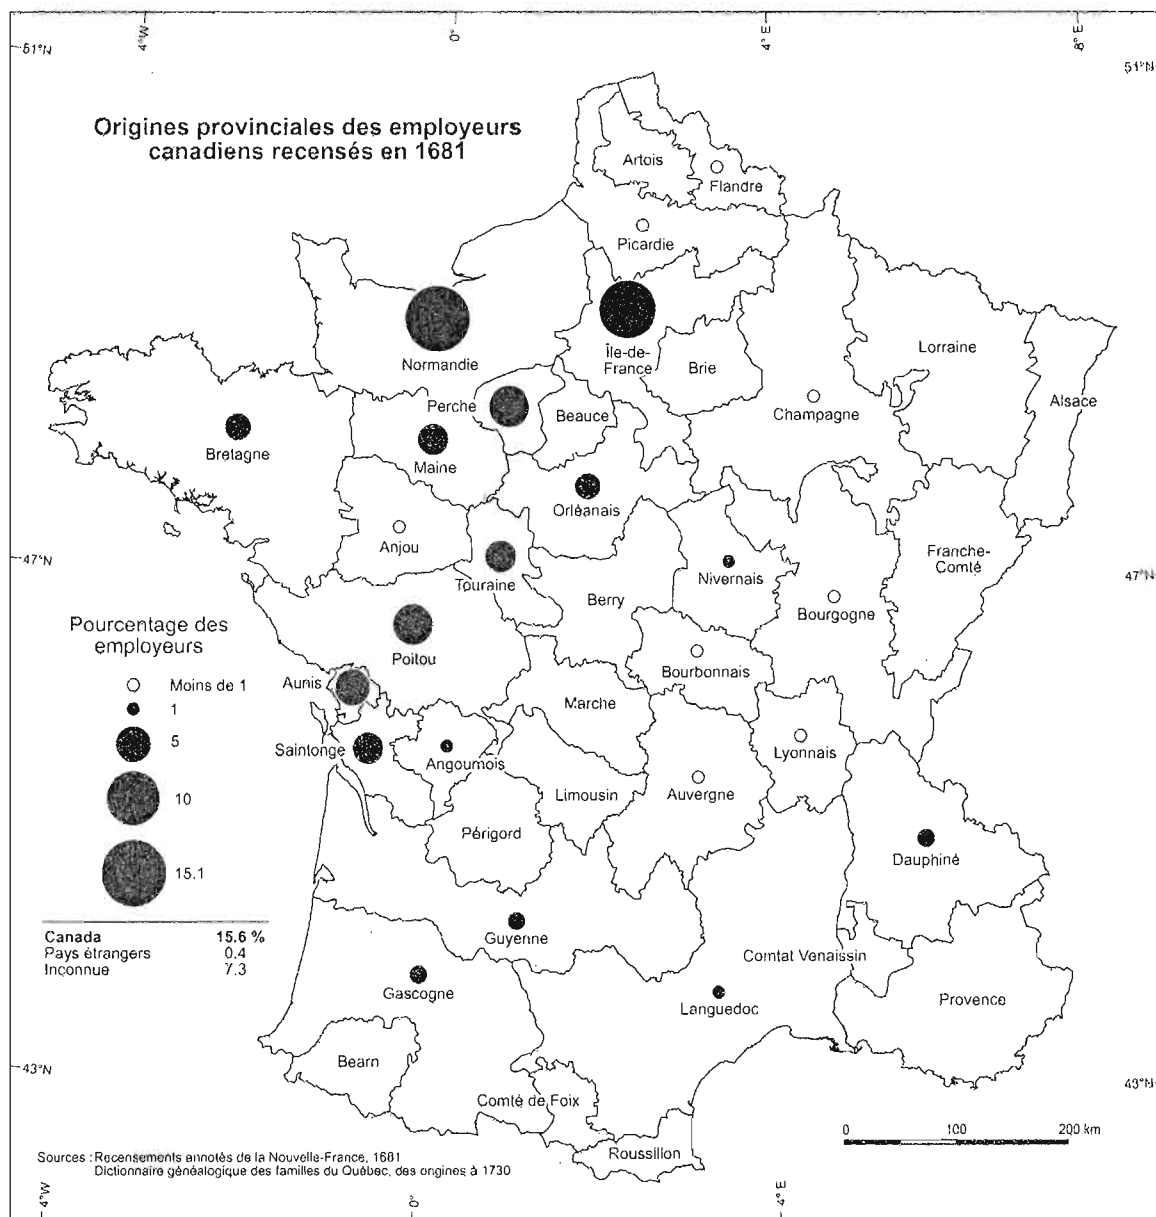 4°W
0°
4° E
8° E
51°N
51°N
Origines provinciales des employeurs
canadiens recensés en 1681
Artois
Flandre
Picardie
Normandie
Île-de-
France
Brie
Lorraine
Alsace
Champagne
Perche
Beauce
Bretagne
Maine
Orléanais
Anjou
Touraine
Nivernais
Franche-
Comté
47°N
47°N
Berry
Bourgogne
Pourcentage des
employeurs
Moins de 1
1
5
10
15.1
Poitou
Bourbonnais
Aunis
Marche
Saintonge
Angoumois
Lyonnais
Limousin
Auvergne
Périgord
Dauphiné
Canada 15.6 %
Pays étrangers 0.4
Inconnue 7.3
Guyenne
Comtat Venaissin
Gascogne
Languedoc
Provence
Bearn
43°N
43°N
Comté de Foix
Roussillon
0 100 200 km
Sources : Recensements annotés de la Nouvelle-France, 1681
Dictionnaire généalogique des familles du Québec, des origines à 1730
4°W
0°
4° E